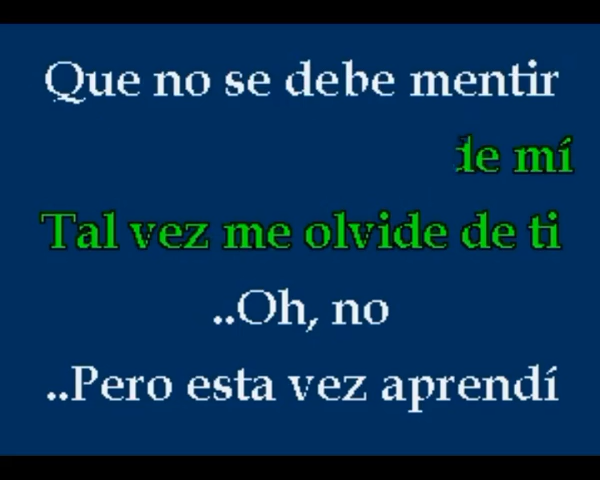 Que no se debe mentir
de mí
Tal vez me olvide de ti
..Oh, no
..Pero esta vez aprendí